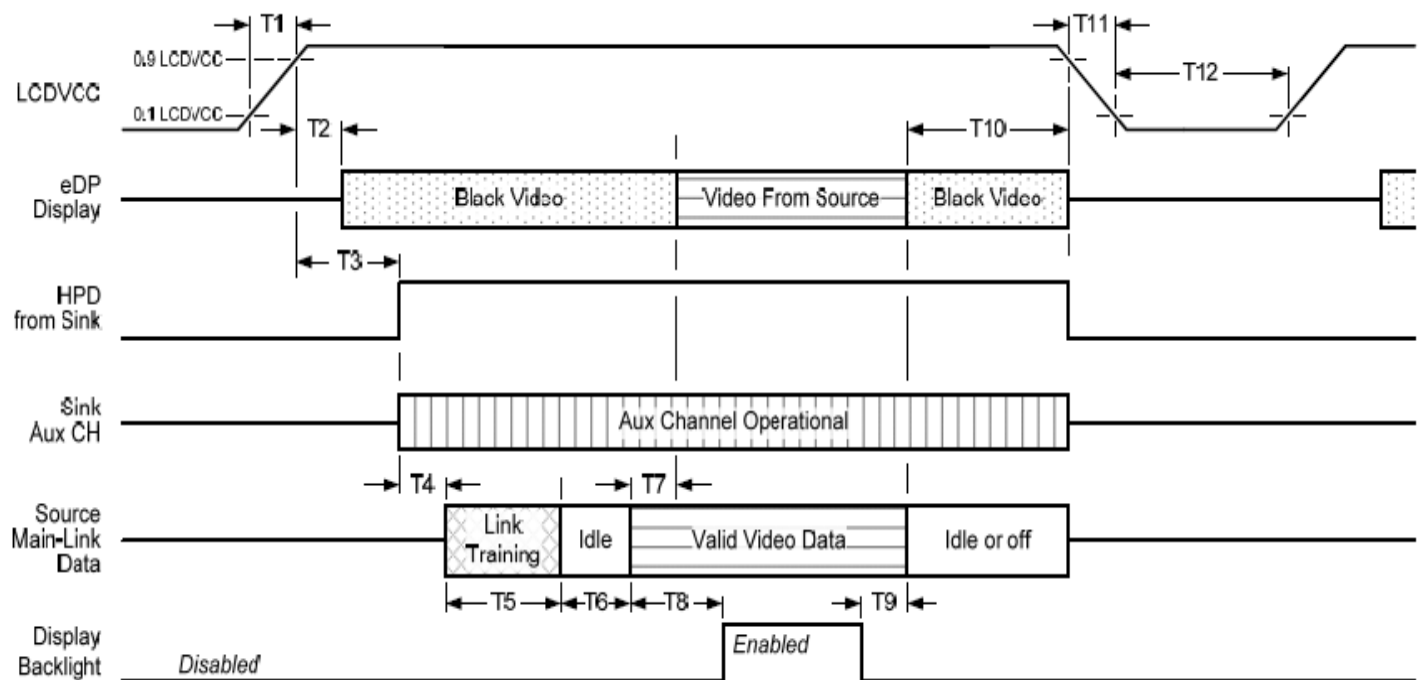 T1
T11
0.9 LCDVCC
T12
LCDVCC
0.1 LCDVCC
T2
T10
eDP
Display
Black Video
Video From Source
Black Video
T3
HPD
from Sink
Sink
Aux CH
Aux Channel Operational
T4
T7
Source
Main-Link
Data
Link
Training
Idle
Valid Video Data
Idle or off
T5
T6
T8
T9
Display
Backlight
Disabled
Enabled